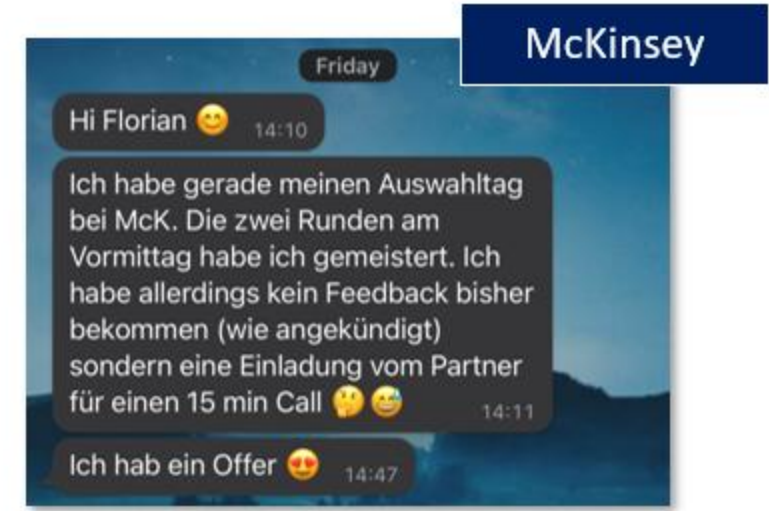 McKinsey
Friday
Hi Florian 😊 14:10
Ich habe gerade meinen Auswahltag
bei McK. Die zwei Runden am
Vormittag habe ich gemeistert. Ich
habe allerdings kein Feedback bisher
bekommen (wie angekündigt)
sondern eine Einladung vom Partner
für einen 15 min Call 🤔😅 14:11
Ich hab ein Offer 😍 14:47